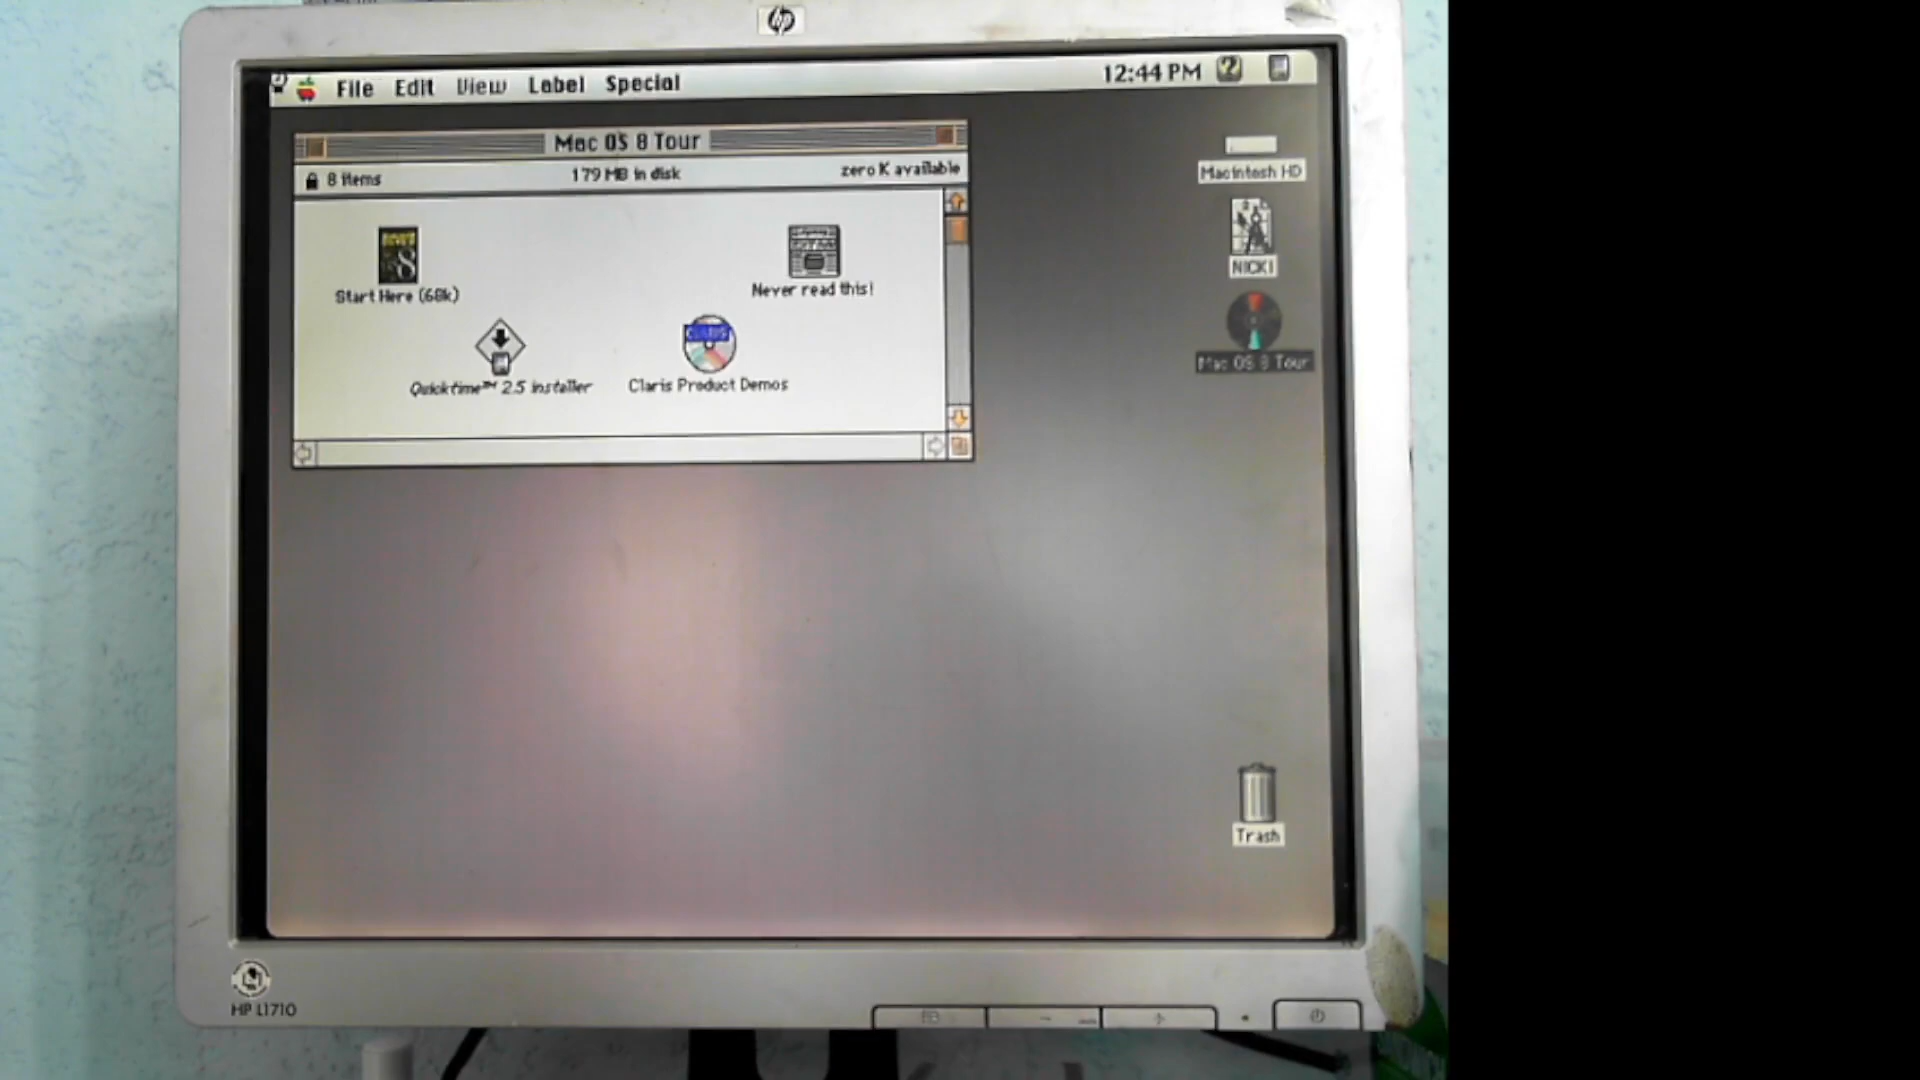 hp
File Edit View Label Special 12:44 PM
Mac OS 8 Tour
8 items 179 MB in disk zero K available
Start Here (68k)
Never read this!
Quicktime™ 2.5 Installer
Claris Product Demos
Macintosh HD
NICKI
Mac OS 8 Tour
Trash
HP L1710